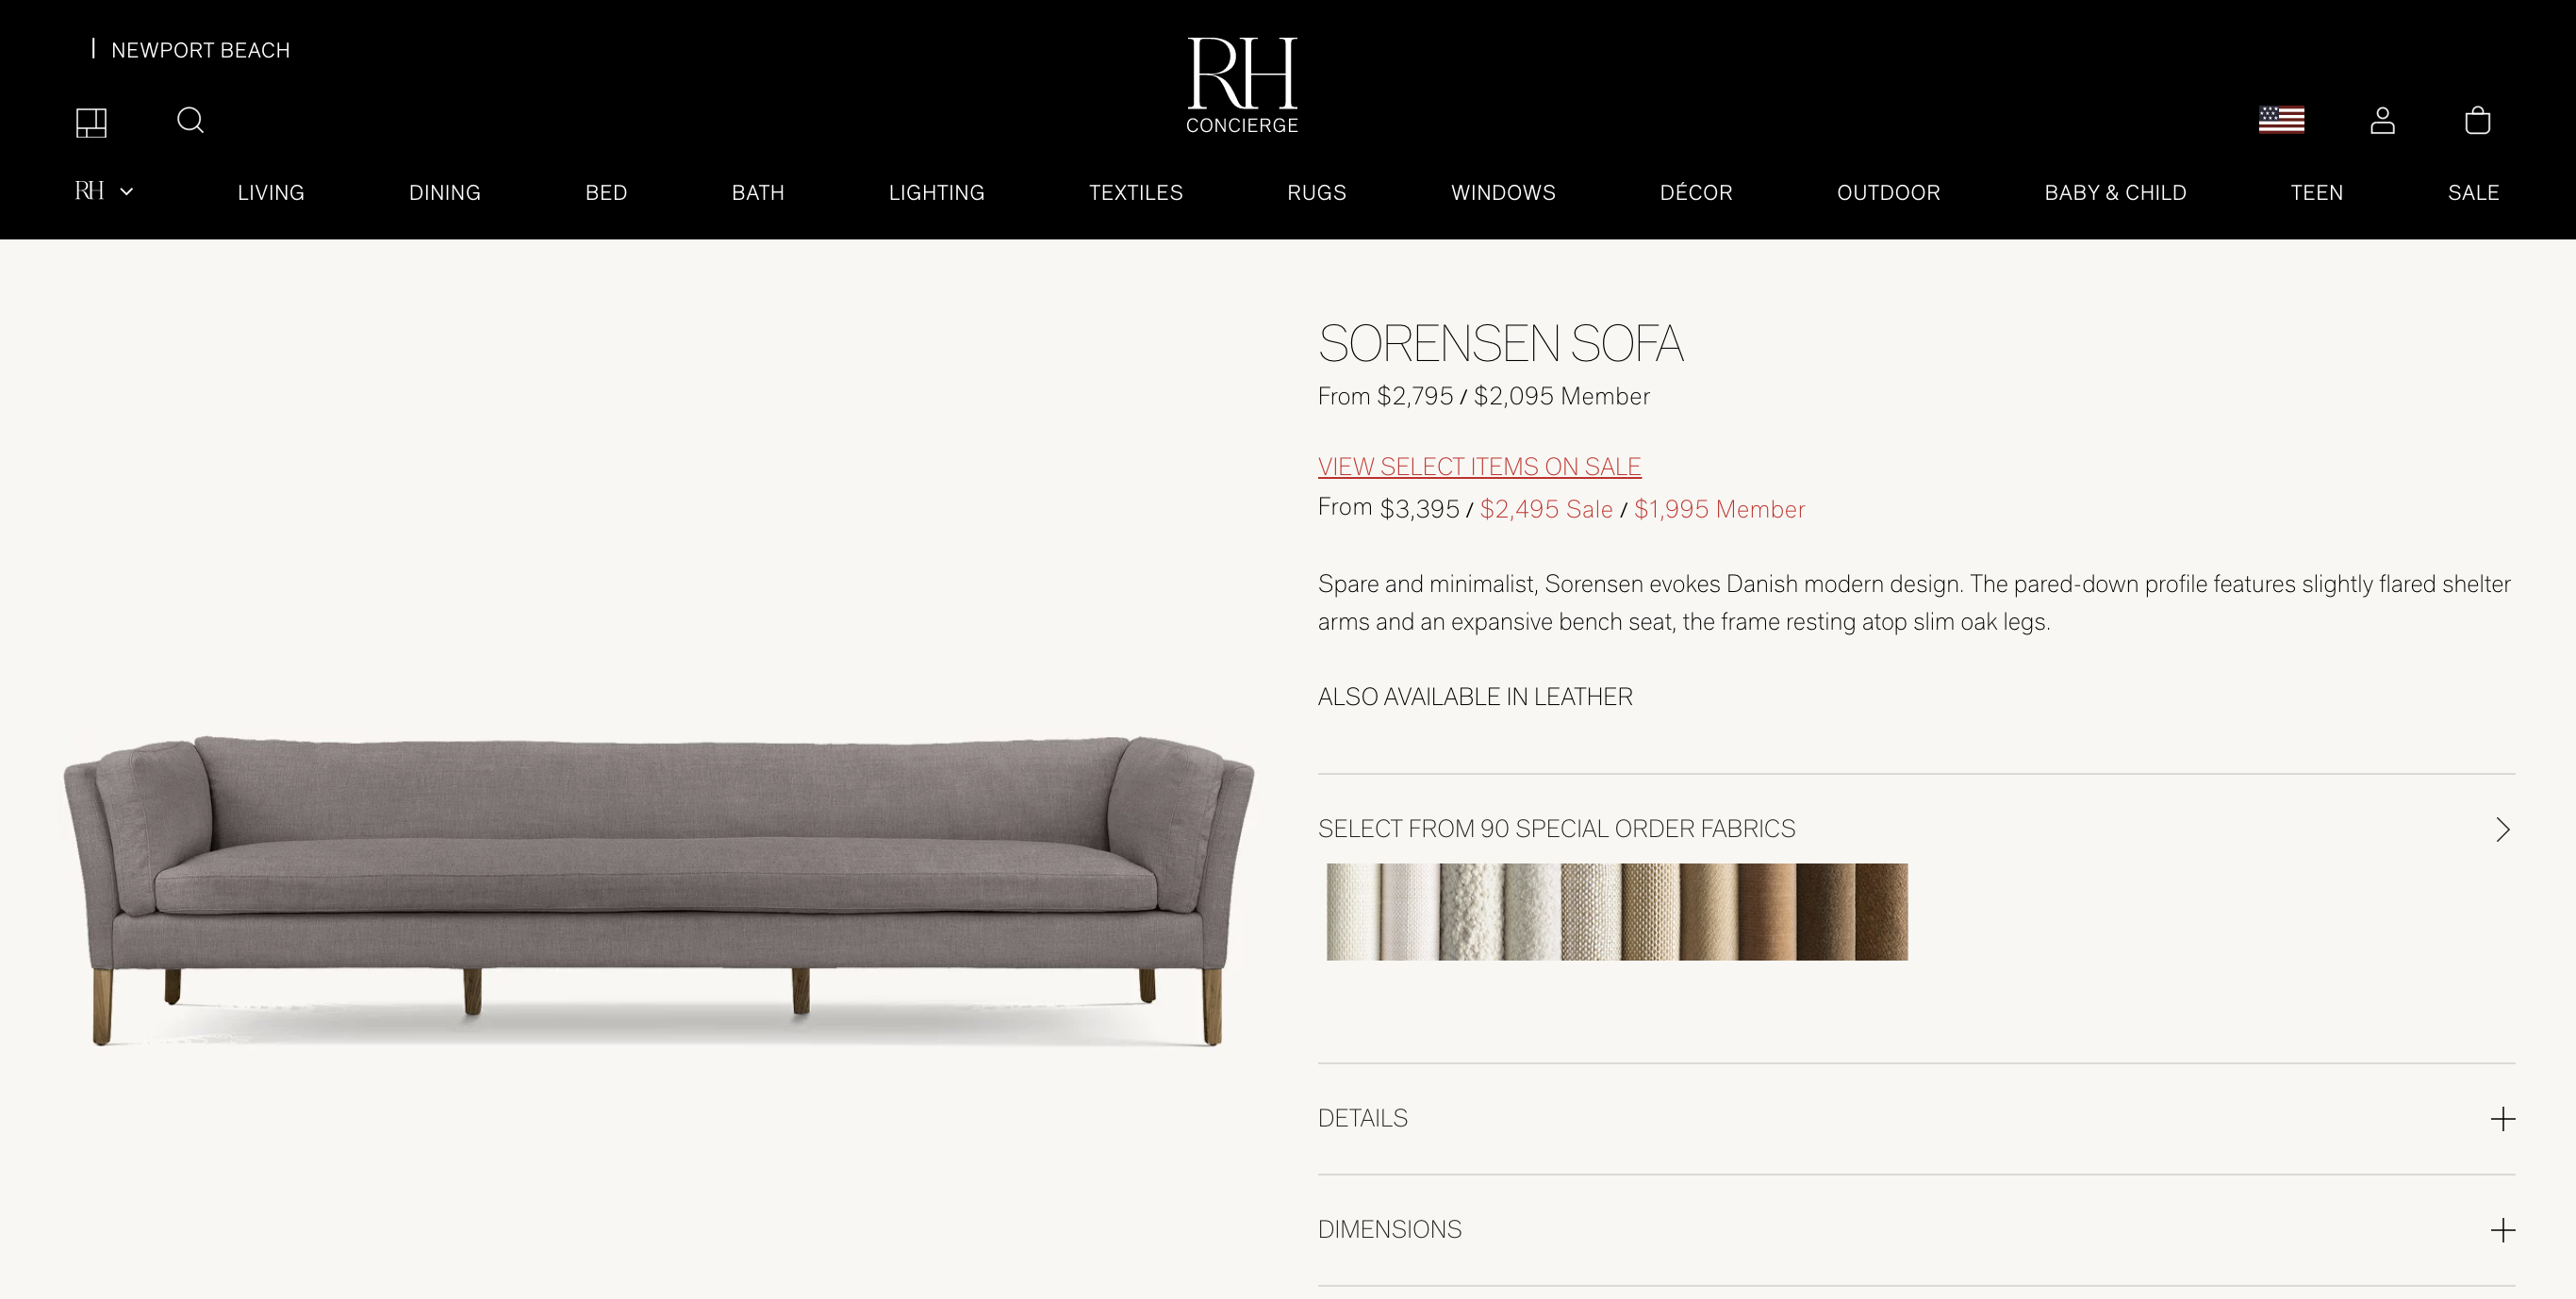 NEWPORT BEACH
RH
CONCIERGE
RH LIVING DINING BED BATH LIGHTING TEXTILES RUGS WINDOWS DÉCOR OUTDOOR BABY & CHILD TEEN SALE
SORENSEN SOFA
From $2,795 / $2,095 Member
VIEW SELECT ITEMS ON SALE
From $3,395 / $2,495 Sale / $1,995 Member
Spare and minimalist, Sorensen evokes Danish modern design. The pared-down profile features slightly flared shelter
arms and an expansive bench seat, the frame resting atop slim oak legs.
ALSO AVAILABLE IN LEATHER
SELECT FROM 90 SPECIAL ORDER FABRICS
DETAILS
DIMENSIONS